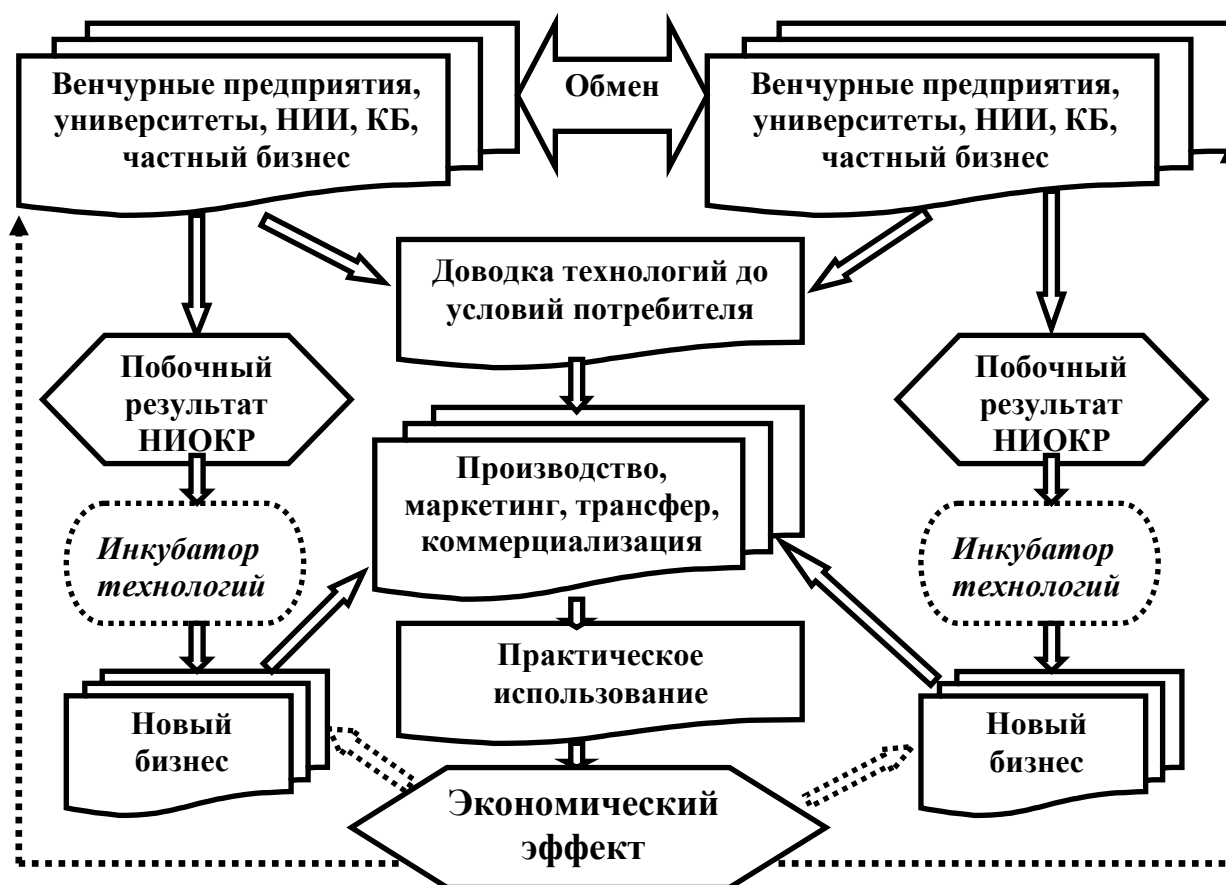 Венчурные предприятия,
университеты, НИИ, КБ,
частный бизнес
Обмен
Венчурные предприятия,
университеты, НИИ, КБ,
частный бизнес
Доводка технологий до
условий потребителя
Побочный
результат
НИОКР
Побочный
результат
НИОКР
Производство,
маркетинг, трансфер,
коммерциализация
Инкубатор
технологий
Инкубатор
технологий
Практическое
использование
Новый
бизнес
Новый
бизнес
Экономический
эффект